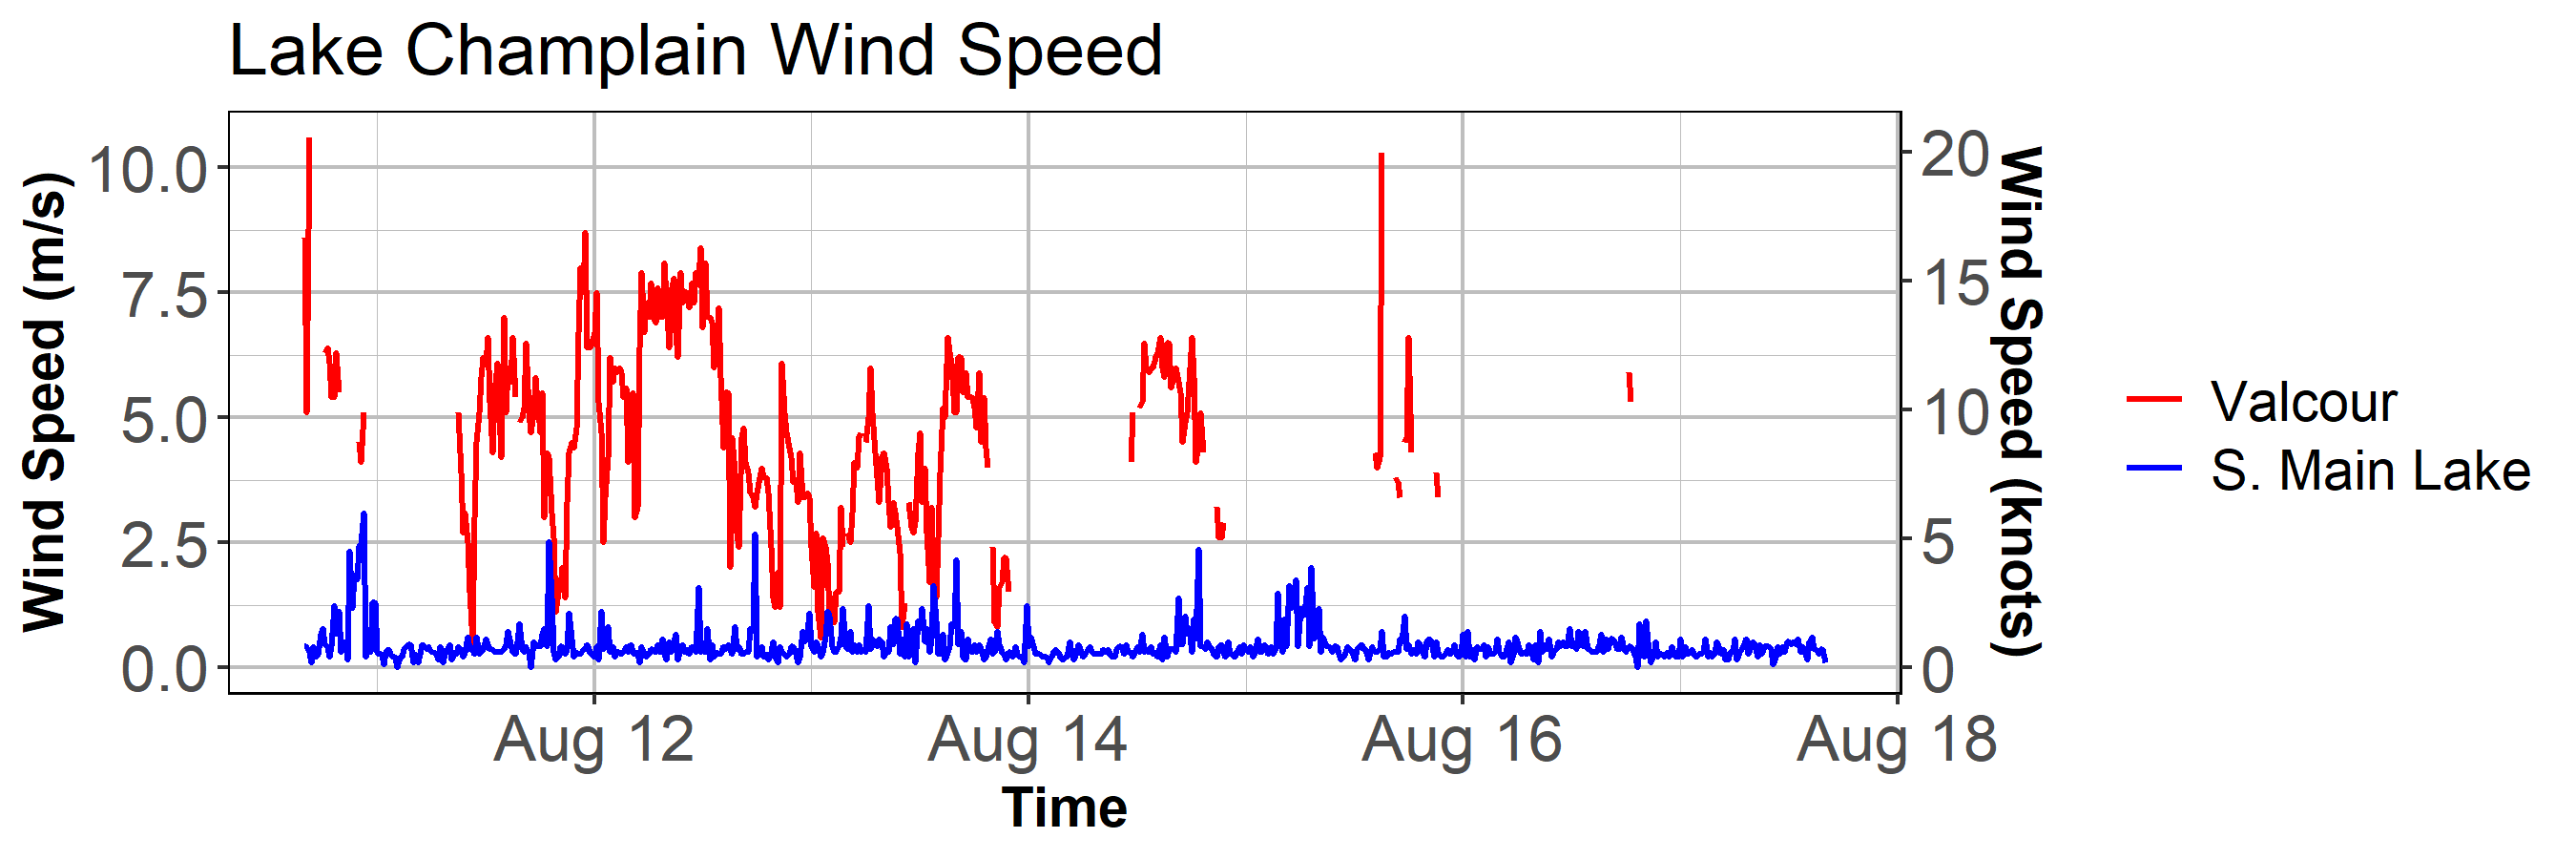 Lake Champlain Wind Speed
Wind Speed (m/s)
10.0
7.5
5.0
2.5
0.0
20
15
10
5
0
Wind Speed (knots)
Aug 12
Aug 14
Aug 16
Aug 18
Time
Valcour
S. Main Lake